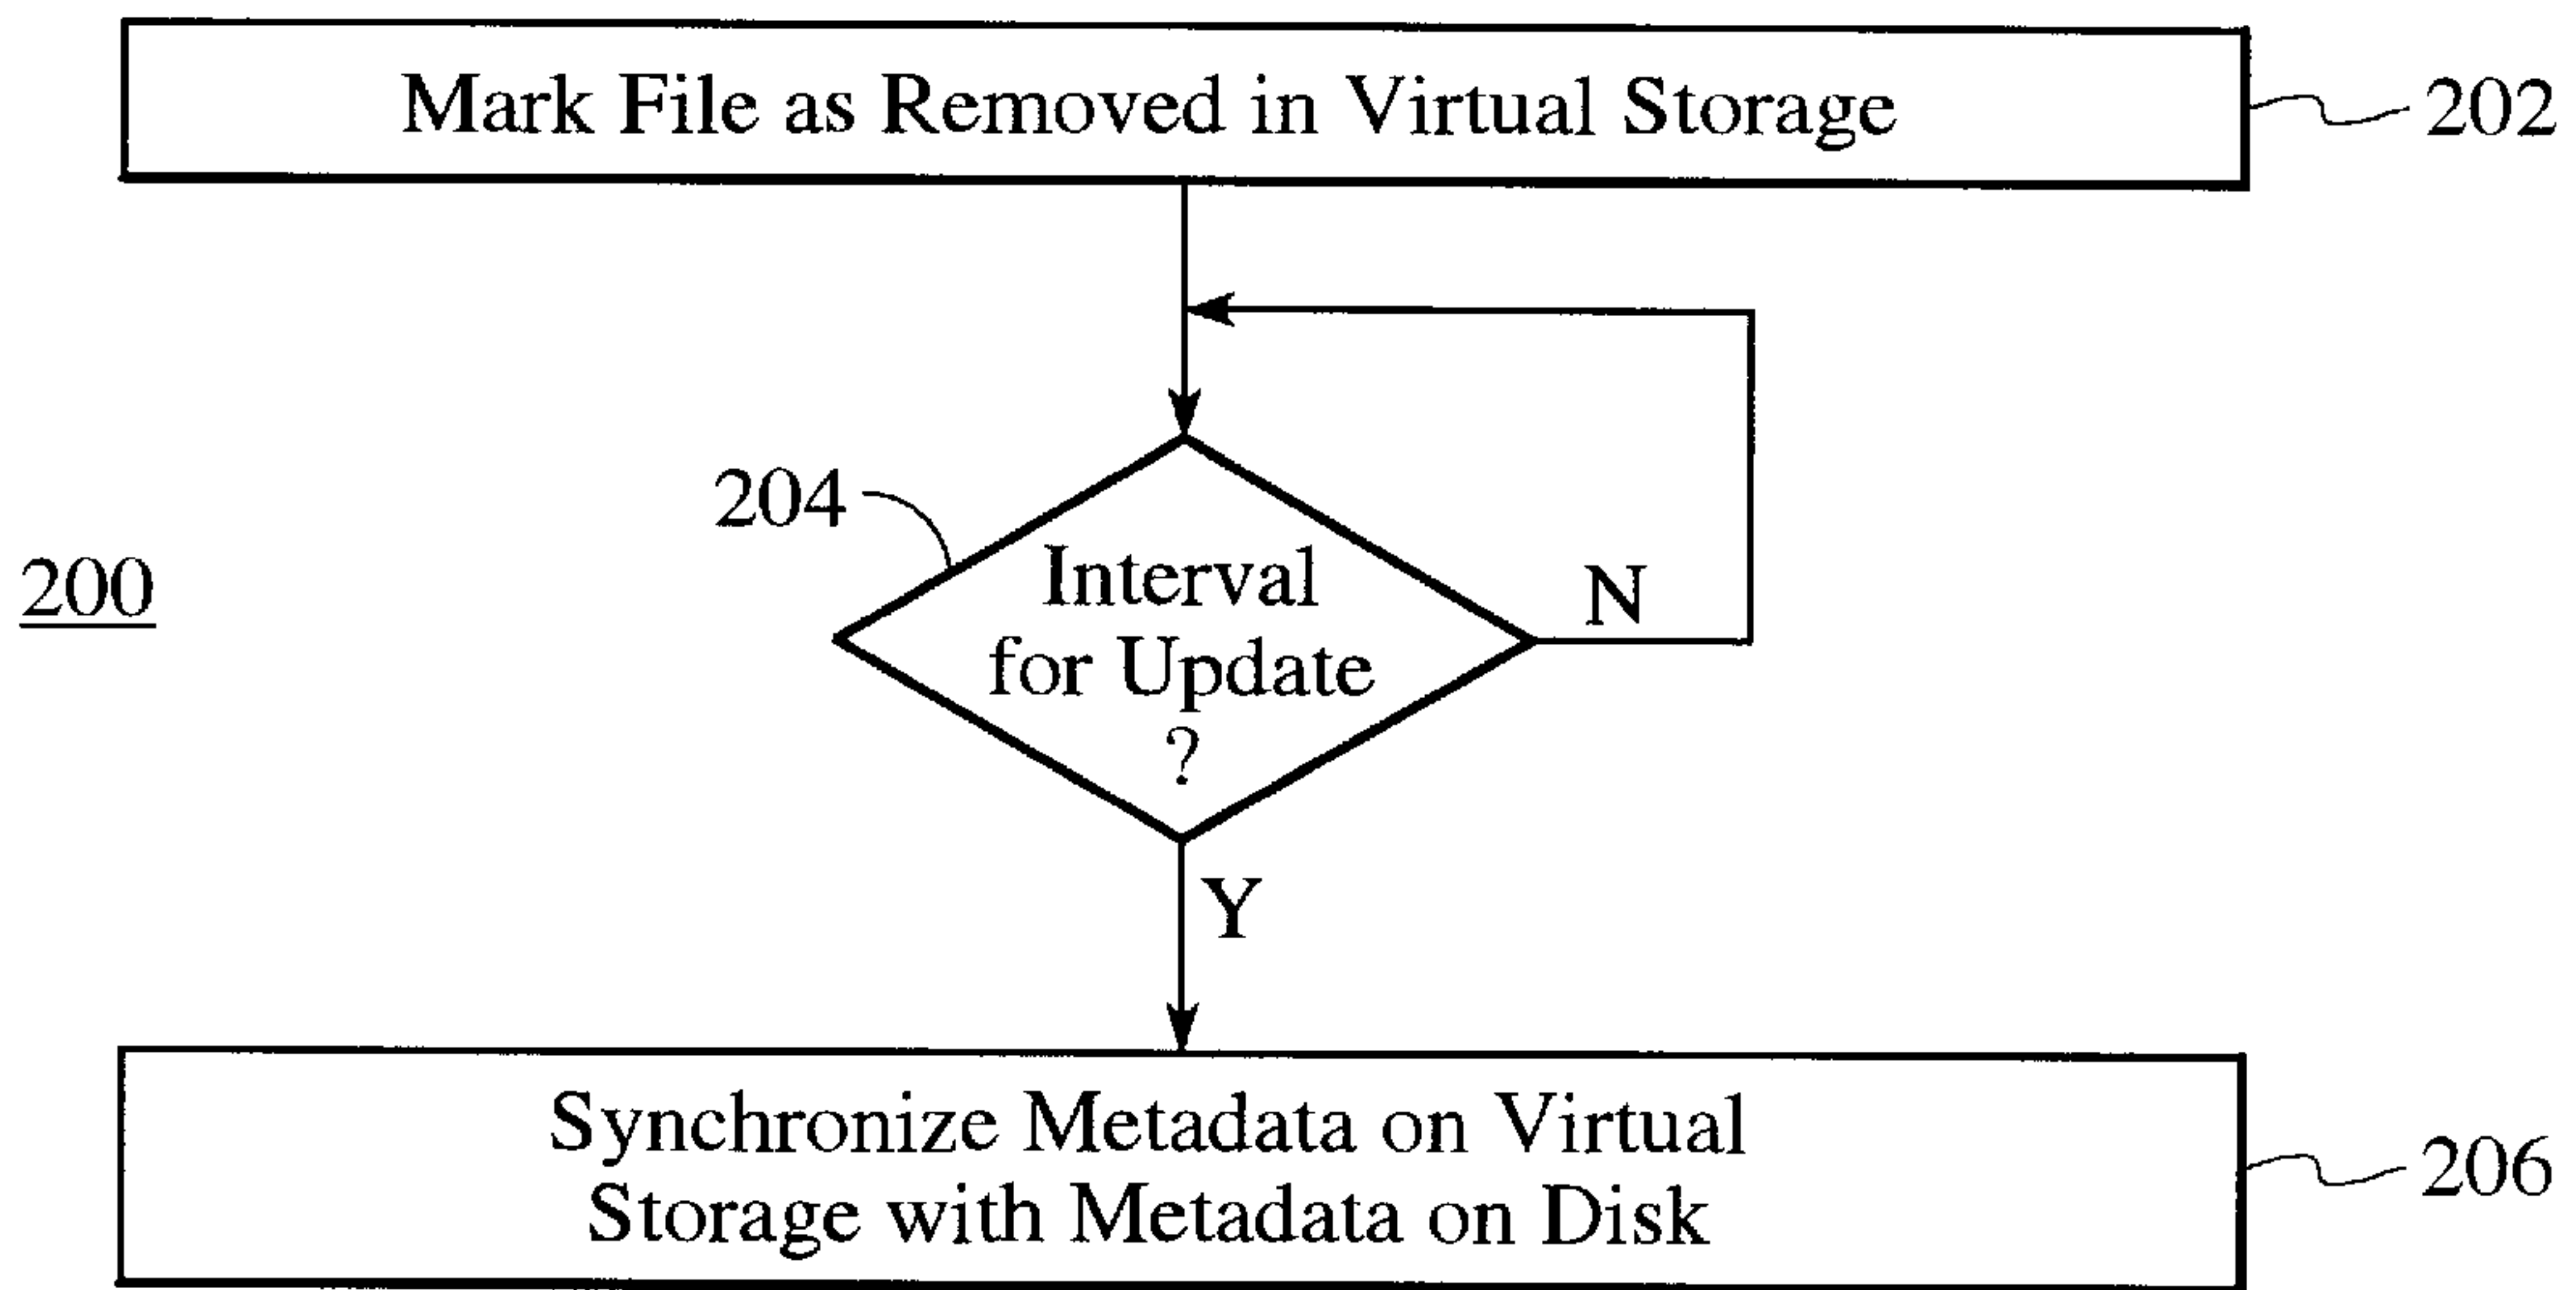 Mark File as Removed in Virtual Storage
202
204
200
Interval
for Update
?
N
Y
Synchronize Metadata on Virtual
Storage with Metadata on Disk
206